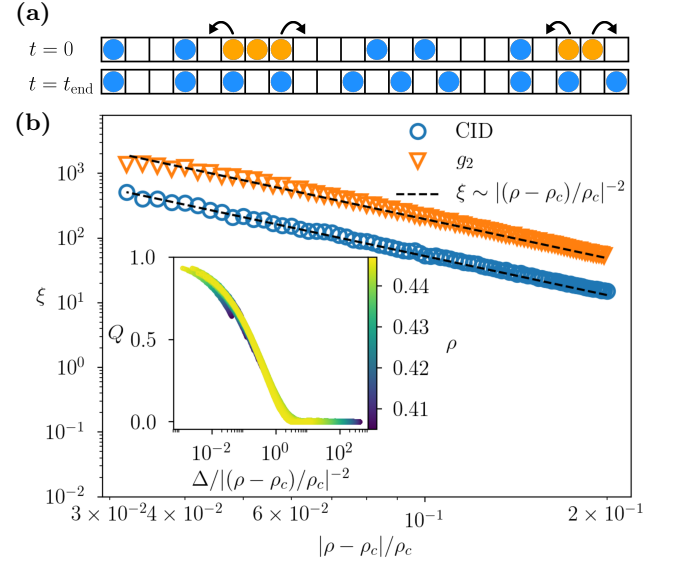 (a)
t = 0
t = t_end
(b)
10^3
10^2
10^1
10^0
10^-1
10^-2
ξ
CID
g_2
ξ ∼ |(ρ − ρ_c)/ρ_c|^-2
1.0
0.5
0.0
Q
10^-2 10^0 10^2
Δ/|(ρ − ρ_c)/ρ_c|^-2
0.44
0.43
0.42
0.41
ρ
3 × 10^-2 4 × 10^-2 6 × 10^-2 10^-1 2 × 10^-1
|ρ − ρ_c|/ρ_c